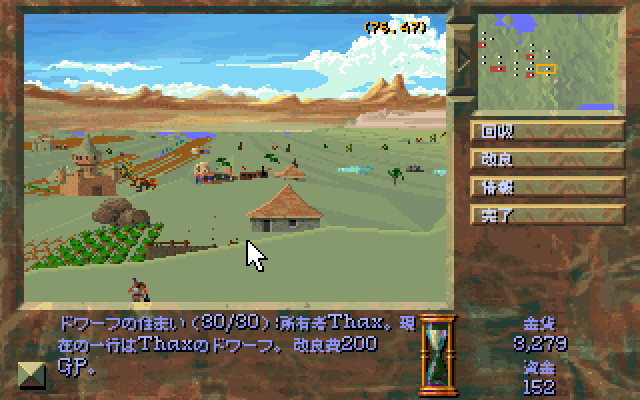 (76,47)
回収
改良
情報
完了
ドワーフの住まい(30/30):所有者Thax。現
在の一行はThaxのドワーフ。改良費200
GP。
金貨
3,279
資金
152